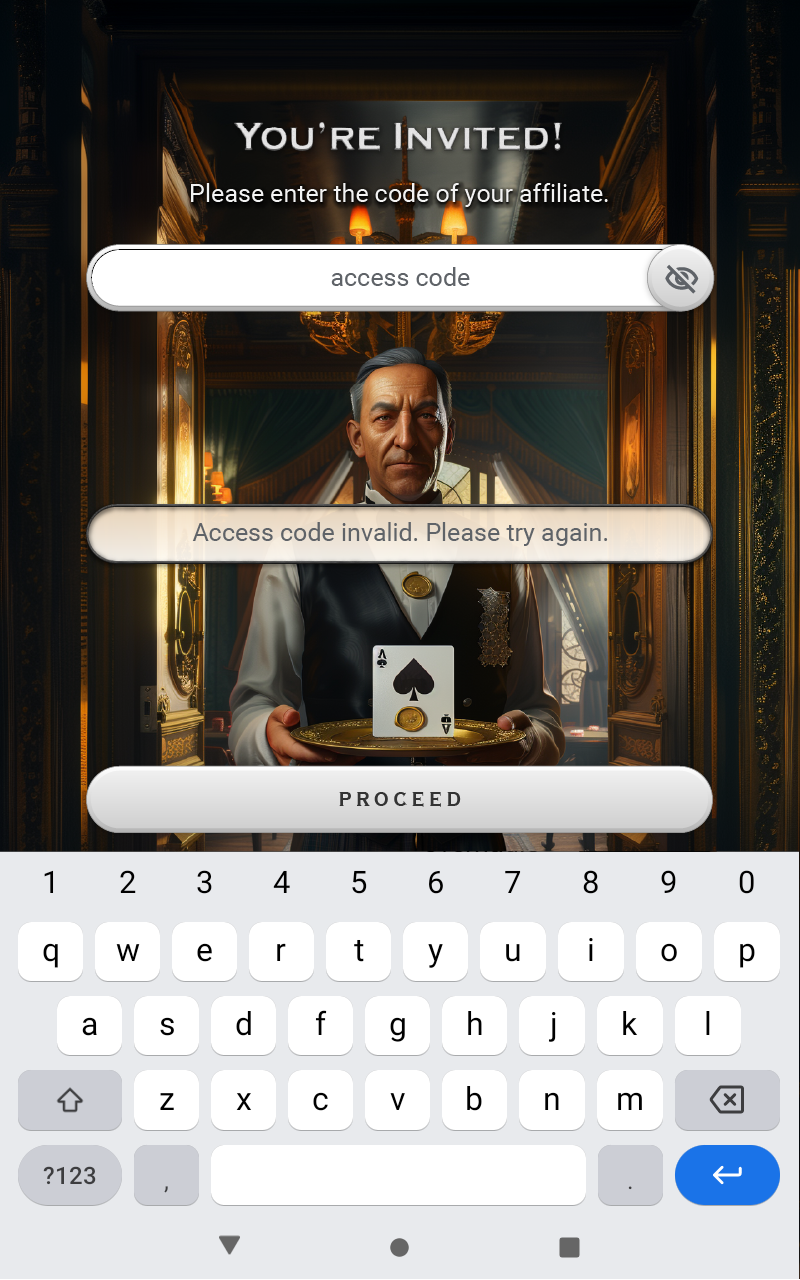 You're Invited!
Please enter the code of your affiliate.
access code
Access code invalid. Please try again.
A
A
PROCEED
1 2 3 4 5 6 7 8 9 0
q w e r t y u i o p
a s d f g h j k l
z x c v b n m
?123 , .